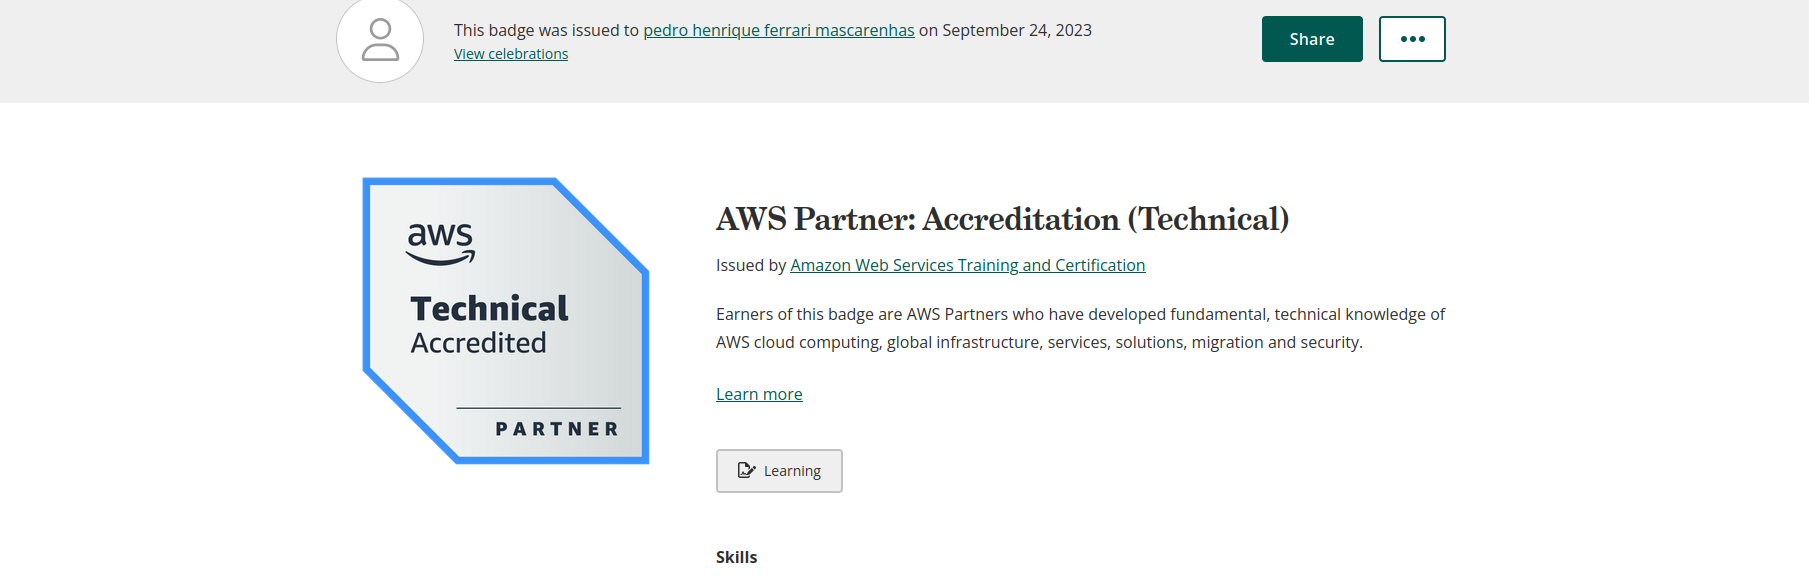 This badge was issued to pedro henrique ferrari mascarenhas on September 24, 2023
View celebrations
Share
aws
Technical
Accredited
PARTNER
AWS Partner: Accreditation (Technical)
Issued by Amazon Web Services Training and Certification
Earners of this badge are AWS Partners who have developed fundamental, technical knowledge of
AWS cloud computing, global infrastructure, services, solutions, migration and security.
Learn more
Learning
Skills